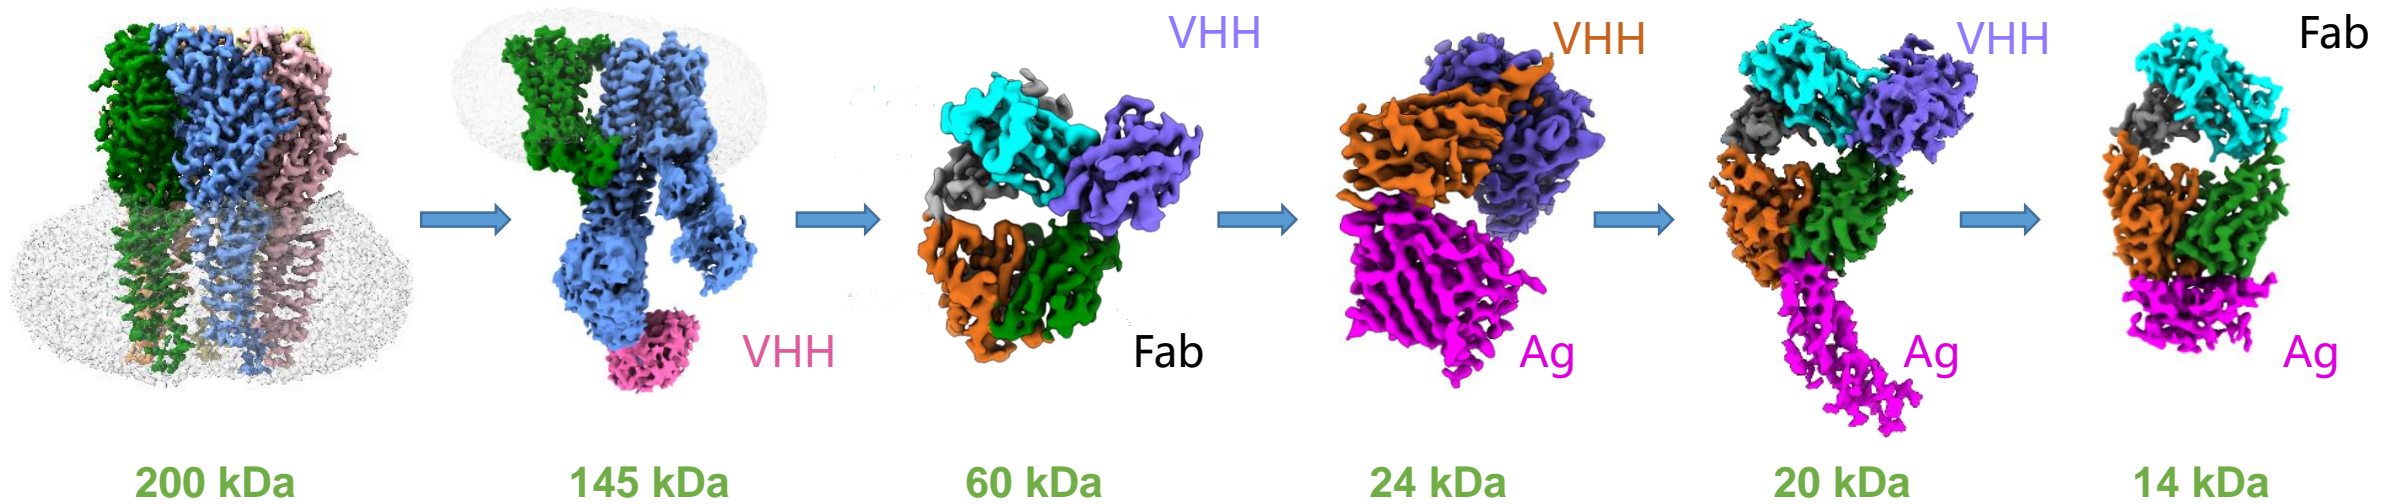 VHH
VHH
Fab
VHH
Ag
VHH
Ag
Fab
Ag
200 kDa
145 kDa
60 kDa
24 kDa
20 kDa
14 kDa